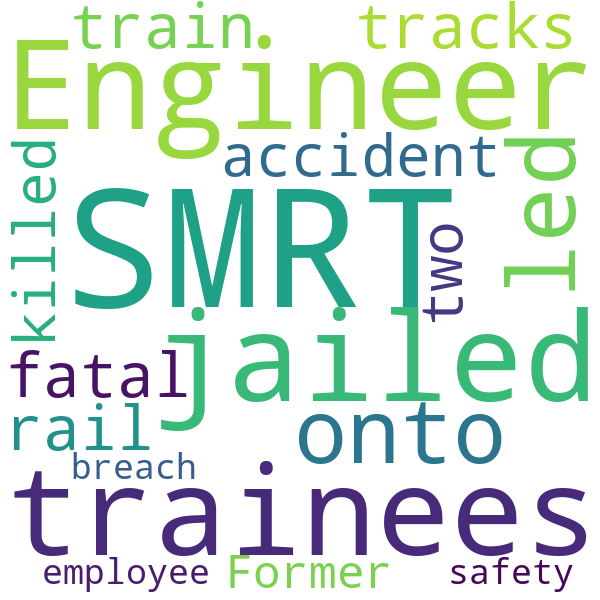 train
tracks
Engineer
accident
led
killed
SMRT
two
jailed
fatal
onto
rail
breach
trainees
employee
Former
safety